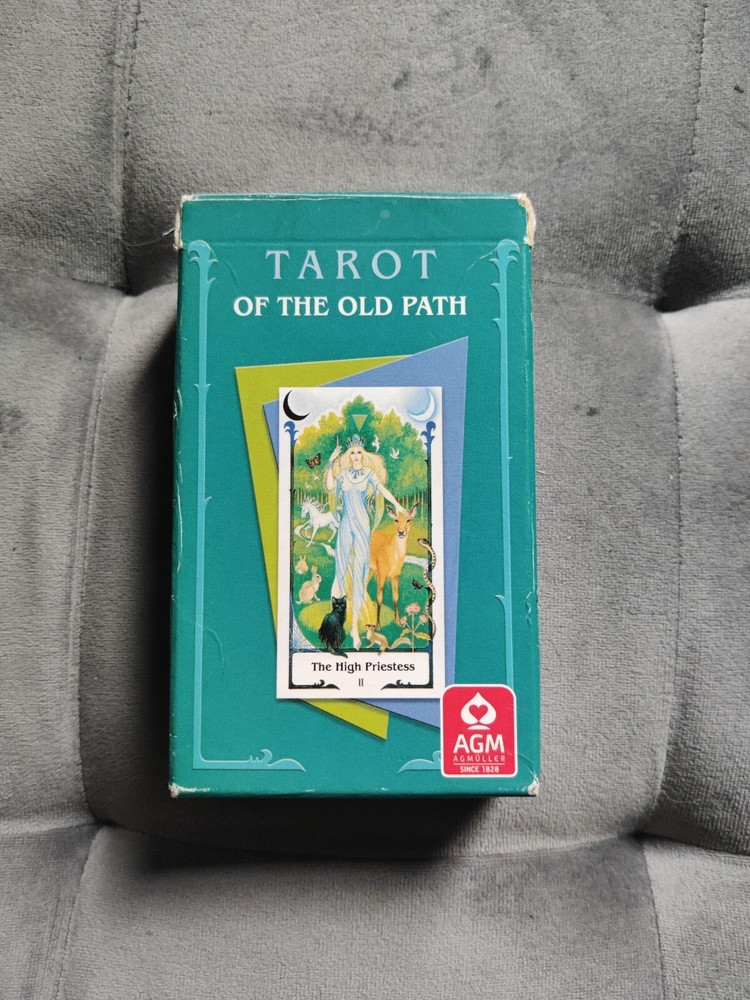 TAROT
OF THE OLD PATH
The High Priestess
II
AGM
AGMÜLLER
SINCE 1828